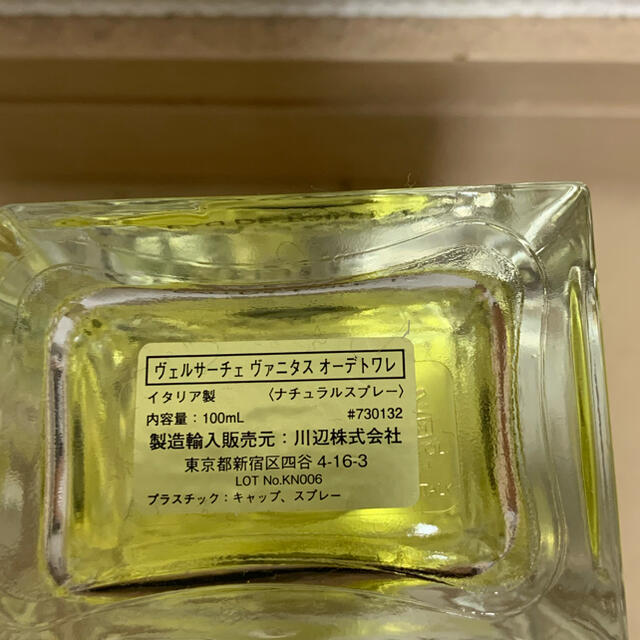 ヴェルサーチェ ヴァニタス オーデトワレ
イタリア製 〈ナチュラルスプレー〉
内容量：100mL #730132
製造輸入販売元：川辺株式会社
東京都新宿区四谷 4-16-3
LOT No.KN006
プラスチック：キャップ、スプレー